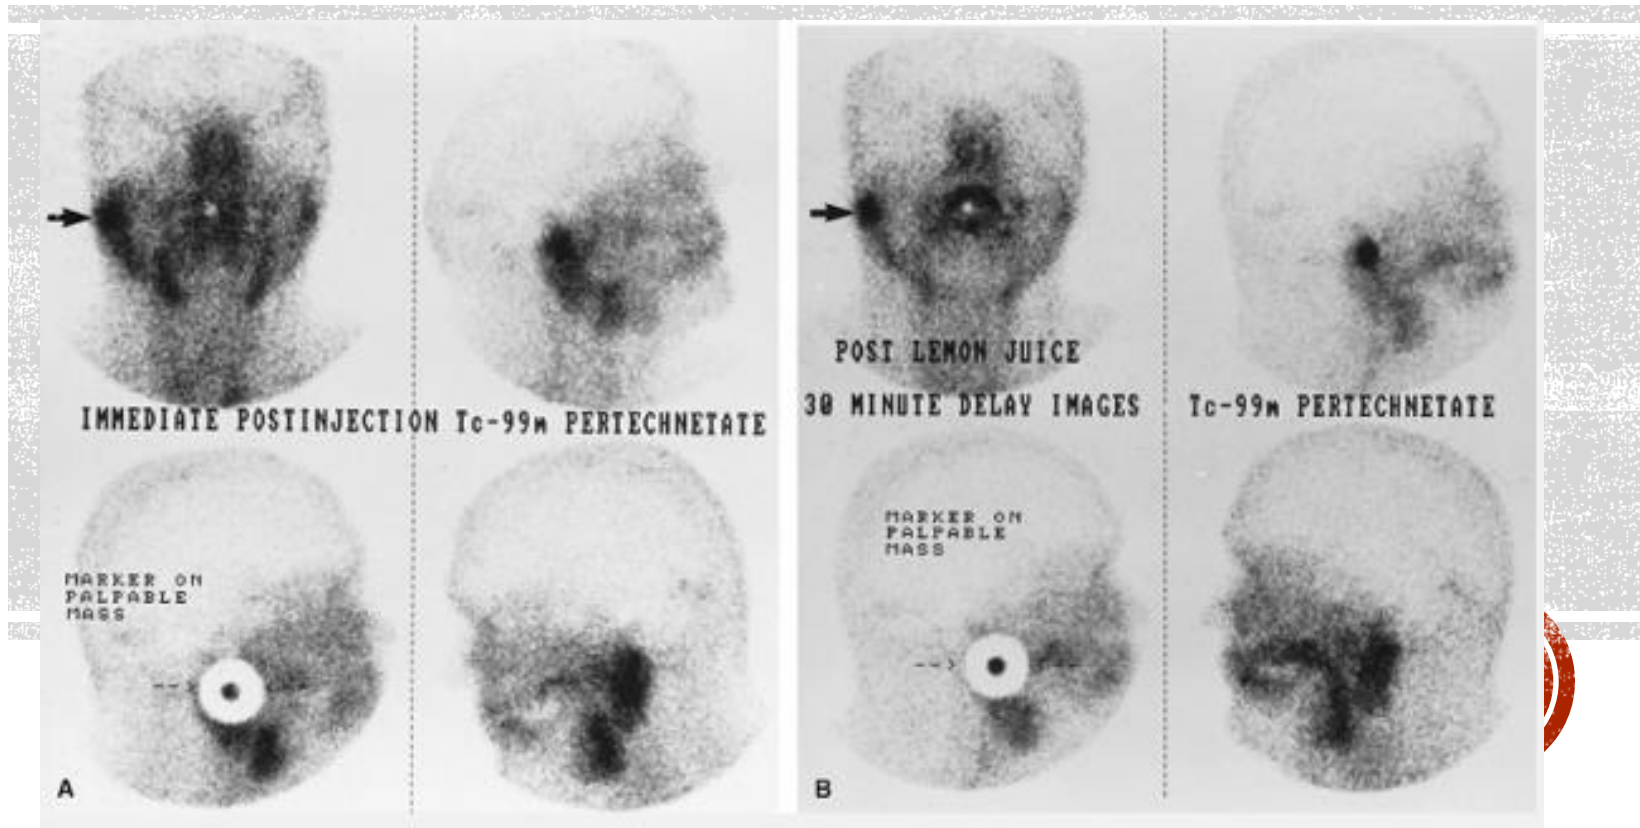 IMMEDIATE POSTINJECTION Tc-99m PERTECHNETATE
MARKER ON
PALPABLE
MASS
A
POST LEMON JUICE
30 MINUTE DELAY IMAGES Tc-99m PERTECHNETATE
MARKER ON
PALPABLE
MASS
B